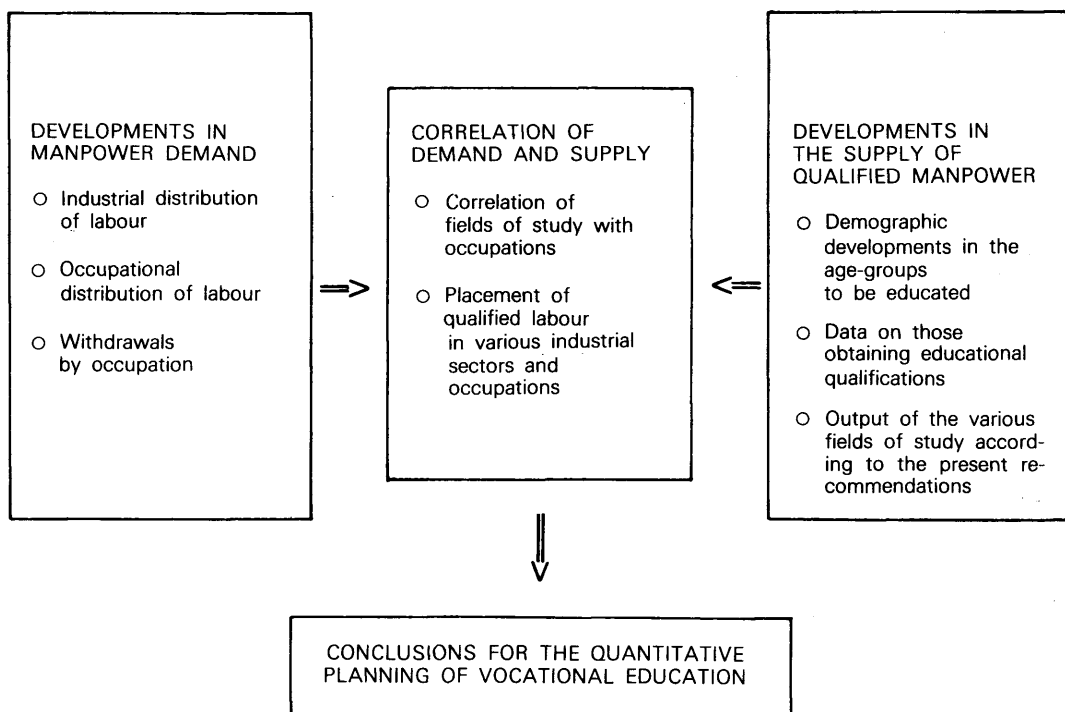 DEVELOPMENTS IN
MANPOWER DEMAND
○ Industrial distribution
of labour
○ Occupational
distribution of labour
○ Withdrawals
by occupation
CORRELATION OF
DEMAND AND SUPPLY
○ Correlation of
fields of study with
occupations
○ Placement of
qualified labour
in various industrial
sectors and
occupations
DEVELOPMENTS IN
THE SUPPLY OF
QUALIFIED MANPOWER
○ Demographic
developments in the
age-groups
to be educated
○ Data on those
obtaining educational
qualifications
○ Output of the various
fields of study accord-
ing to the present re-
commendations
CONCLUSIONS FOR THE QUANTITATIVE
PLANNING OF VOCATIONAL EDUCATION